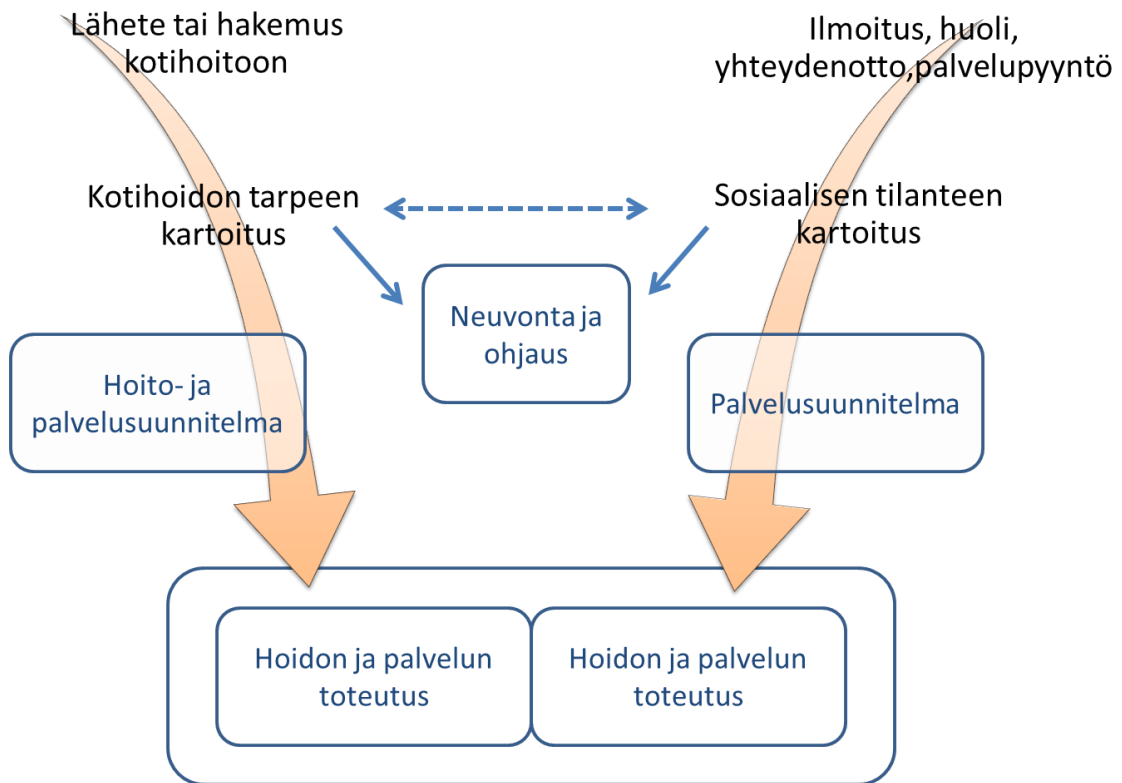 Lähete tai hakemus
kotihoitoon
Ilmoitus, huoli,
yhteydenotto,palvelupyyntö
Kotihoidon tarpeen
kartoitus
Sosiaalisen tilanteen
kartoitus
Neuvonta ja
ohjaus
Hoito- ja
palvelusuunnitelma
Palvelusuunnitelma
Hoidon ja palvelun
toteutus
Hoidon ja palvelun
toteutus